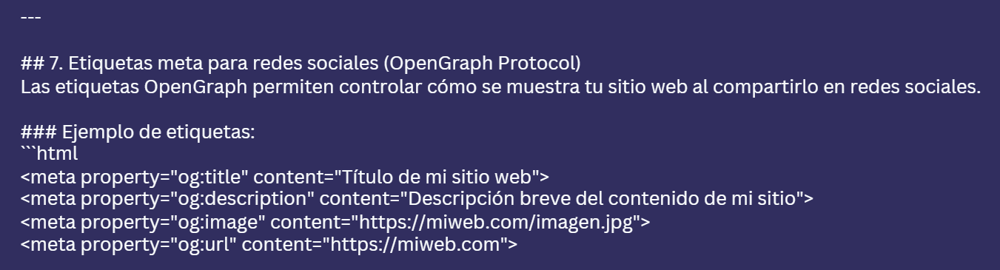 ---
## 7. Etiquetas meta para redes sociales (OpenGraph Protocol)
Las etiquetas OpenGraph permiten controlar cómo se muestra tu sitio web al compartirlo en redes sociales.
### Ejemplo de etiquetas:
```html
<meta property="og:title" content="Título de mi sitio web">
<meta property="og:description" content="Descripción breve del contenido de mi sitio">
<meta property="og:image" content="https://miweb.com/imagen.jpg">
<meta property="og:url" content="https://miweb.com">